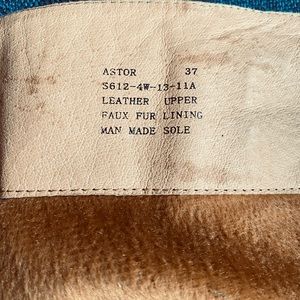 ASTOR 37
S612-4W-13-11A
LEATHER UPPER
FAUX FUR LINING
MAN MADE SOLE